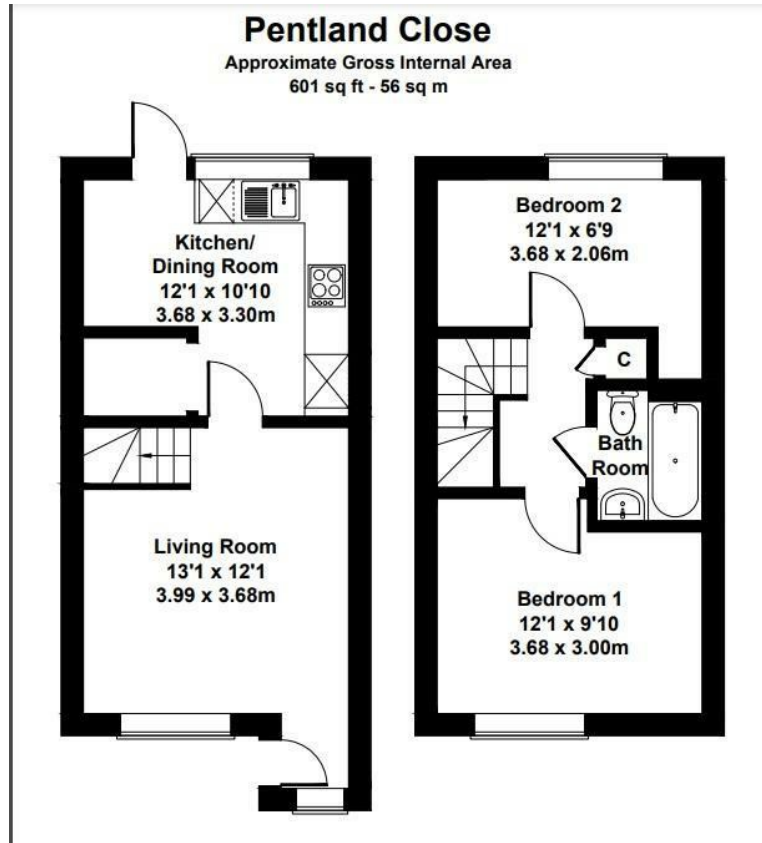 Pentland Close
Approximate Gross Internal Area
601 sq ft - 56 sq m
Kitchen/
Dining Room
12'1 x 10'10
3.68 x 3.30m
Living Room
13'1 x 12'1
3.99 x 3.68m
Bedroom 2
12'1 x 6'9
3.68 x 2.06m
C
Bath
Room
Bedroom 1
12'1 x 9'10
3.68 x 3.00m